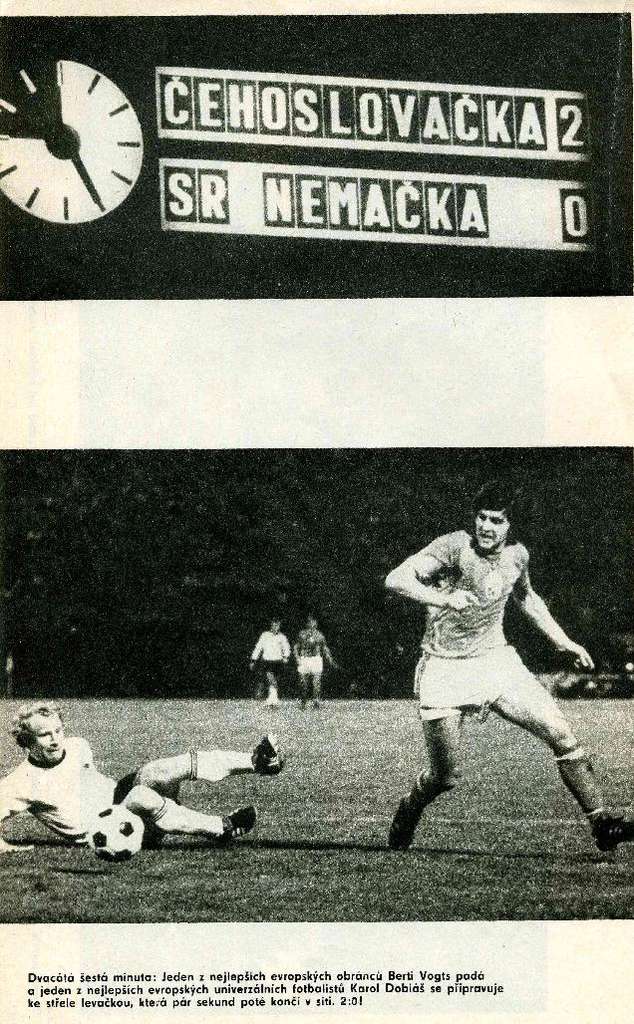 ČEHOSLOVAČKA 2
SR NEMAČKA 0
Dvacátá šestá minuta: Jeden z nejlepších evropských obránců Berti Vogts padá
a jeden z nejlepších evropských univerzálních fotbalistů Karol Dobiáš se připravuje
ke střele levačkou, která pár sekund poté končí v síti. 2:0!